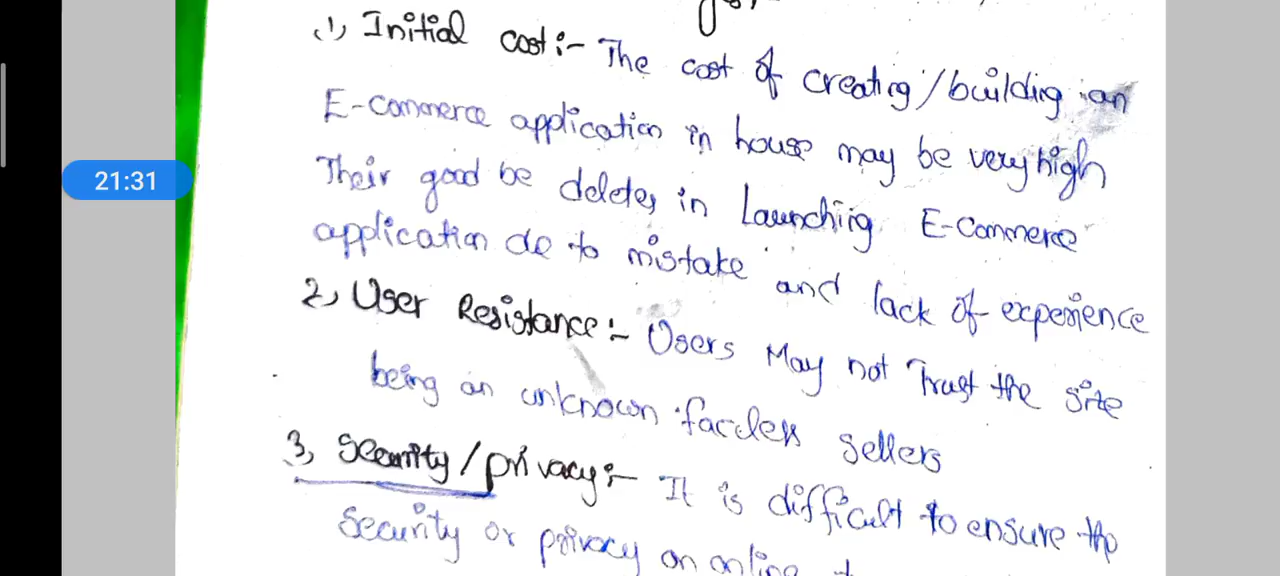 (1) Initial cost:- The cost of creating/building an
E-commerce application in house may be very high
Their good be deletes in Launching E-Commerce
application de to mistake and lack of experience
2) User Resistance:- Users May not Trust the site
being an unknown faceless sellers
3, Security/privacy:- It is difficult to ensure the
security or privacy on online
21:31